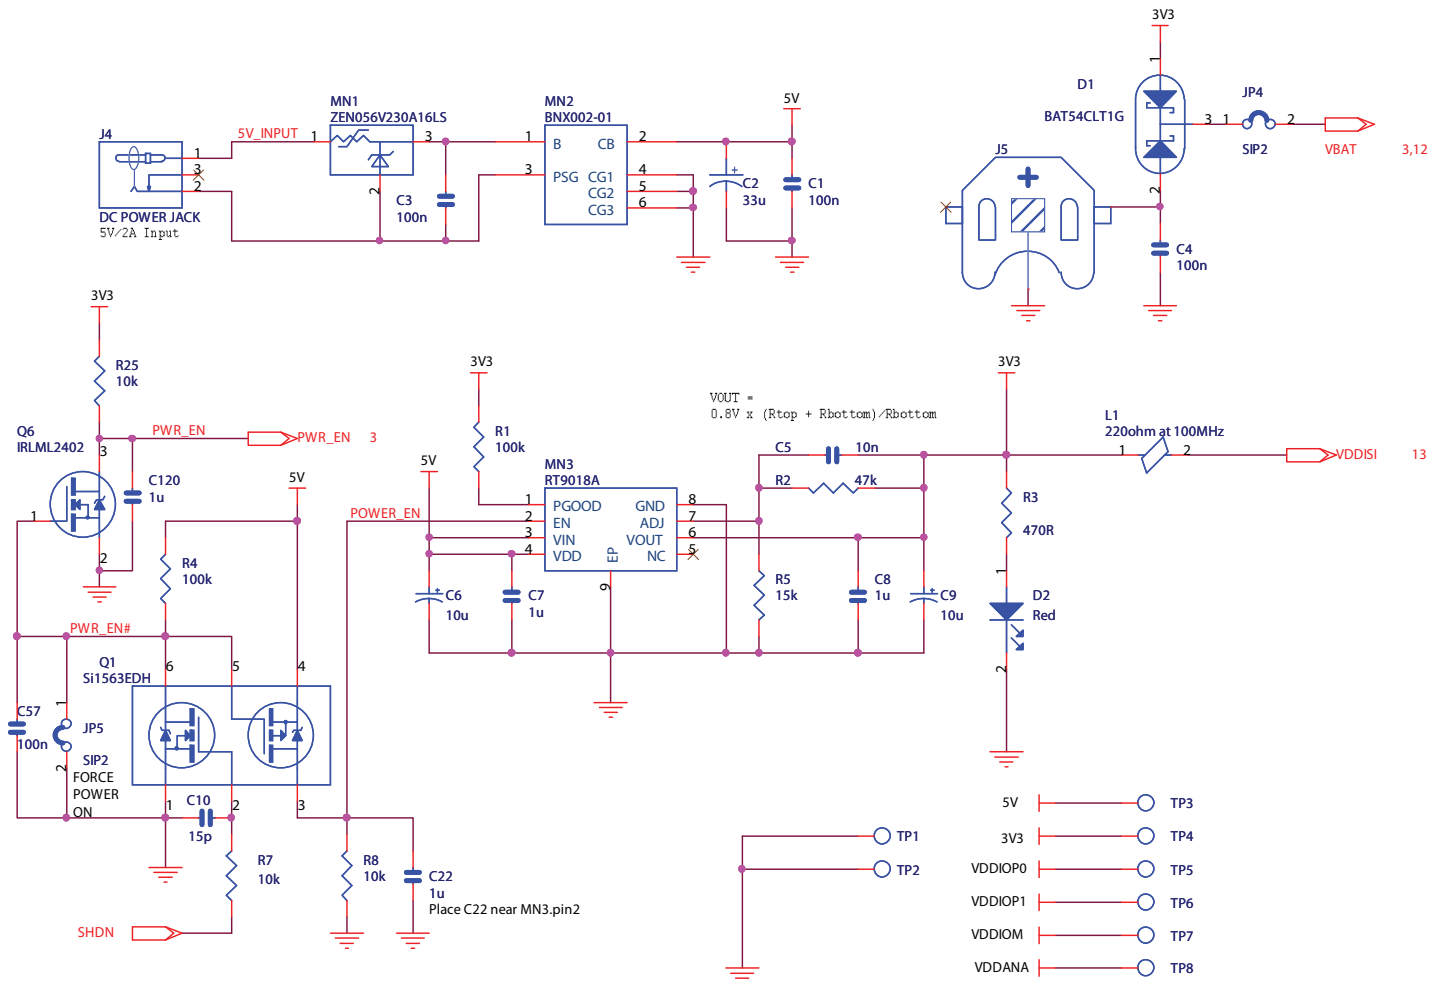 3V3
D1
BAT54CLT1G
1
3
2
JP4
1
2
SIP2
VBAT
3,12
J5
C4
100n
J4
1
3
2
DC POWER JACK
5V/2A Input
5V_INPUT
MN1
ZEN056V230A16LS
1
3
2
C3
100n
MN2
BNX002-01
1
3
B
PSG
CB
CG1
CG2
CG3
2
4
5
6
5V
C2
33u
C1
100n
3V3
R25
10k
Q6
IRLML2402
PWR_EN
PWR_EN
3
3
C120
1u
1
2
5V
R4
100k
PWR_EN#
Q1
Si1563EDH
6
5
4
C57
100n
1
JP5
2
SIP2
FORCE
POWER
ON
1
2
3
C10
15p
R7
10k
SHDN
R8
10k
C22
1u
Place C22 near MN3.pin2
3V3
R1
100k
5V
POWER_EN
MN3
RT9018A
1
2
3
4
PGOOD
EN
VIN
VDD
EP
GND
ADJ
VOUT
NC
8
7
6
5
9
C6
10u
C7
1u
VOUT =
0.8V x (Rtop + Rbottom)/Rbottom
C5
10n
R2
47k
R5
15k
C8
1u
C9
10u
3V3
R3
470R
1
D2
Red
2
L1
220ohm at 100MHz
1
2
VDDISI
13
TP1
TP2
5V
TP3
3V3
TP4
VDDIOP0
TP5
VDDIOP1
TP6
VDDIOM
TP7
VDDANA
TP8